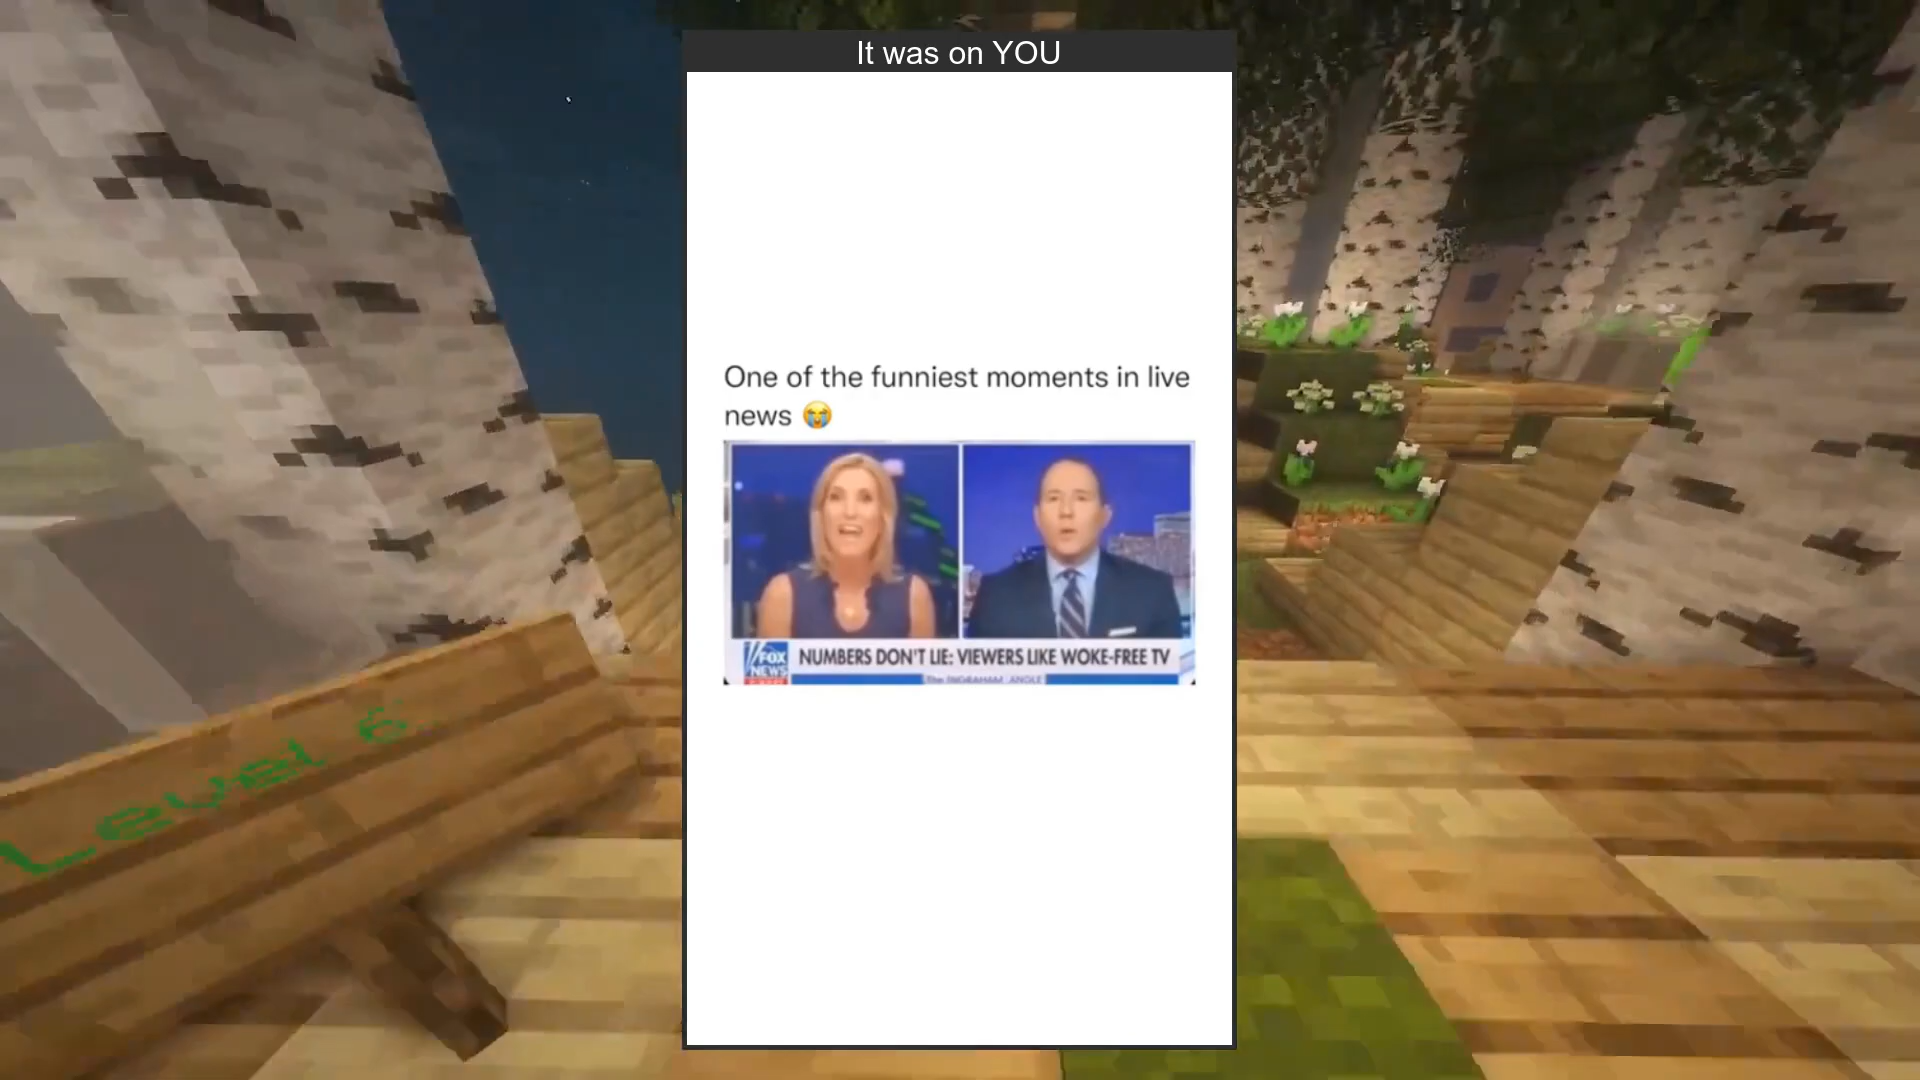 It was on YOU
One of the funniest moments in live
news 😭
FOX
NEWS
NUMBERS DON'T LIE: VIEWERS LIKE WOKE-FREE TV
The INGRAHAM ANGLE
Level 6